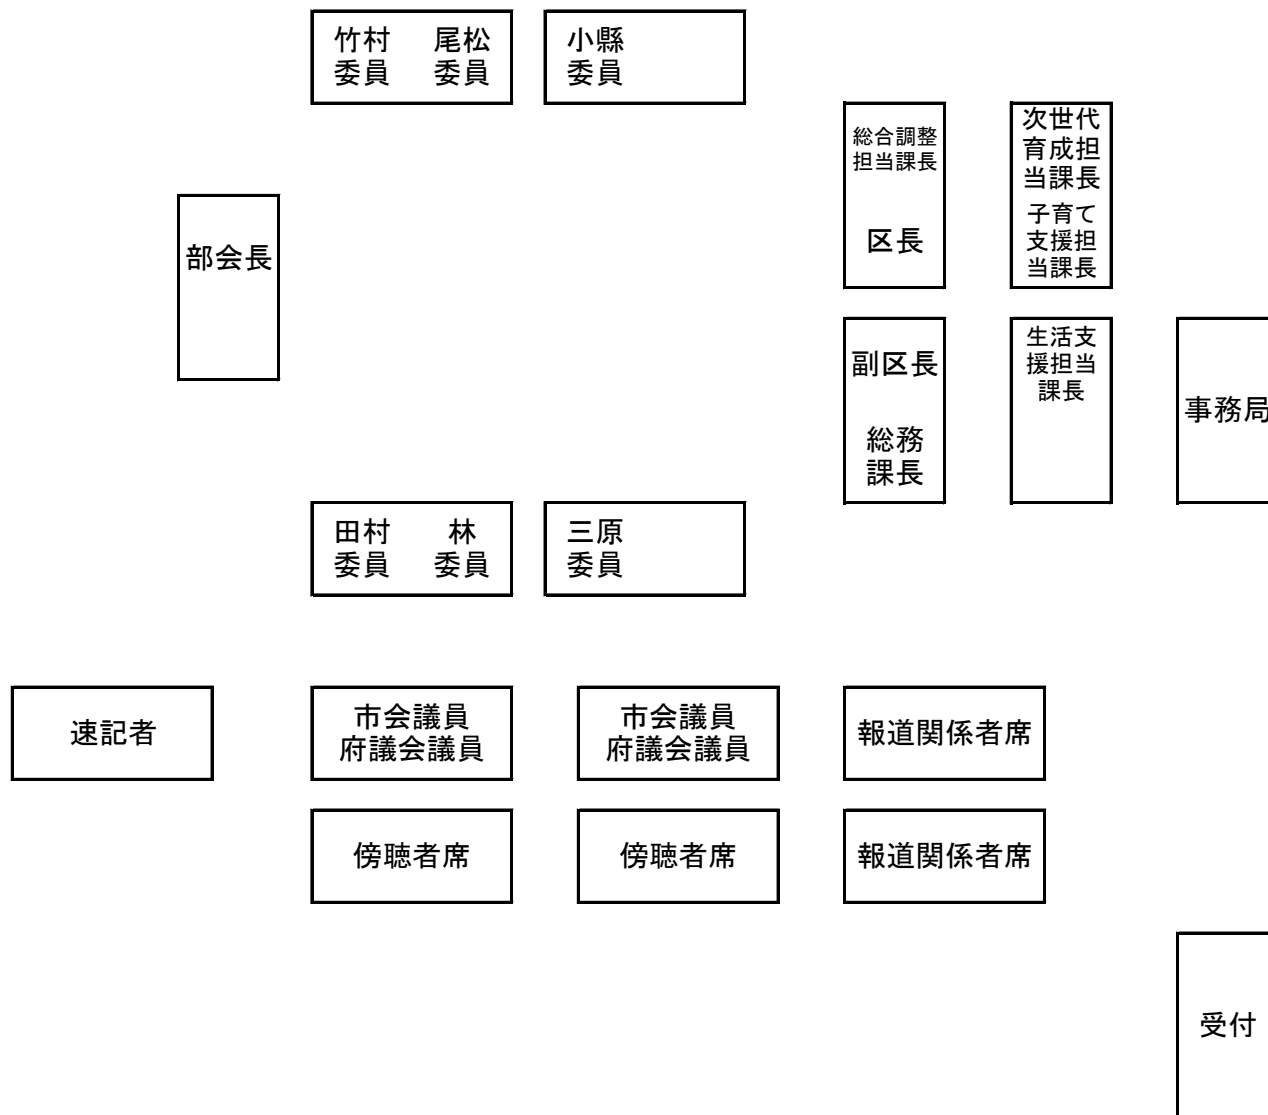 竹村 尾松
委員 委員
小縣
委員
総合調整
担当課長
区長
次世代
育成担
当課長
子育て
支援担
当課長
部会長
副区長
総務
課長
生活支
援担当
課長
事務局
田村 林
委員 委員
三原
委員
速記者
市会議員
府議会議員
市会議員
府議会議員
報道関係者席
傍聴者席
傍聴者席
報道関係者席
受付